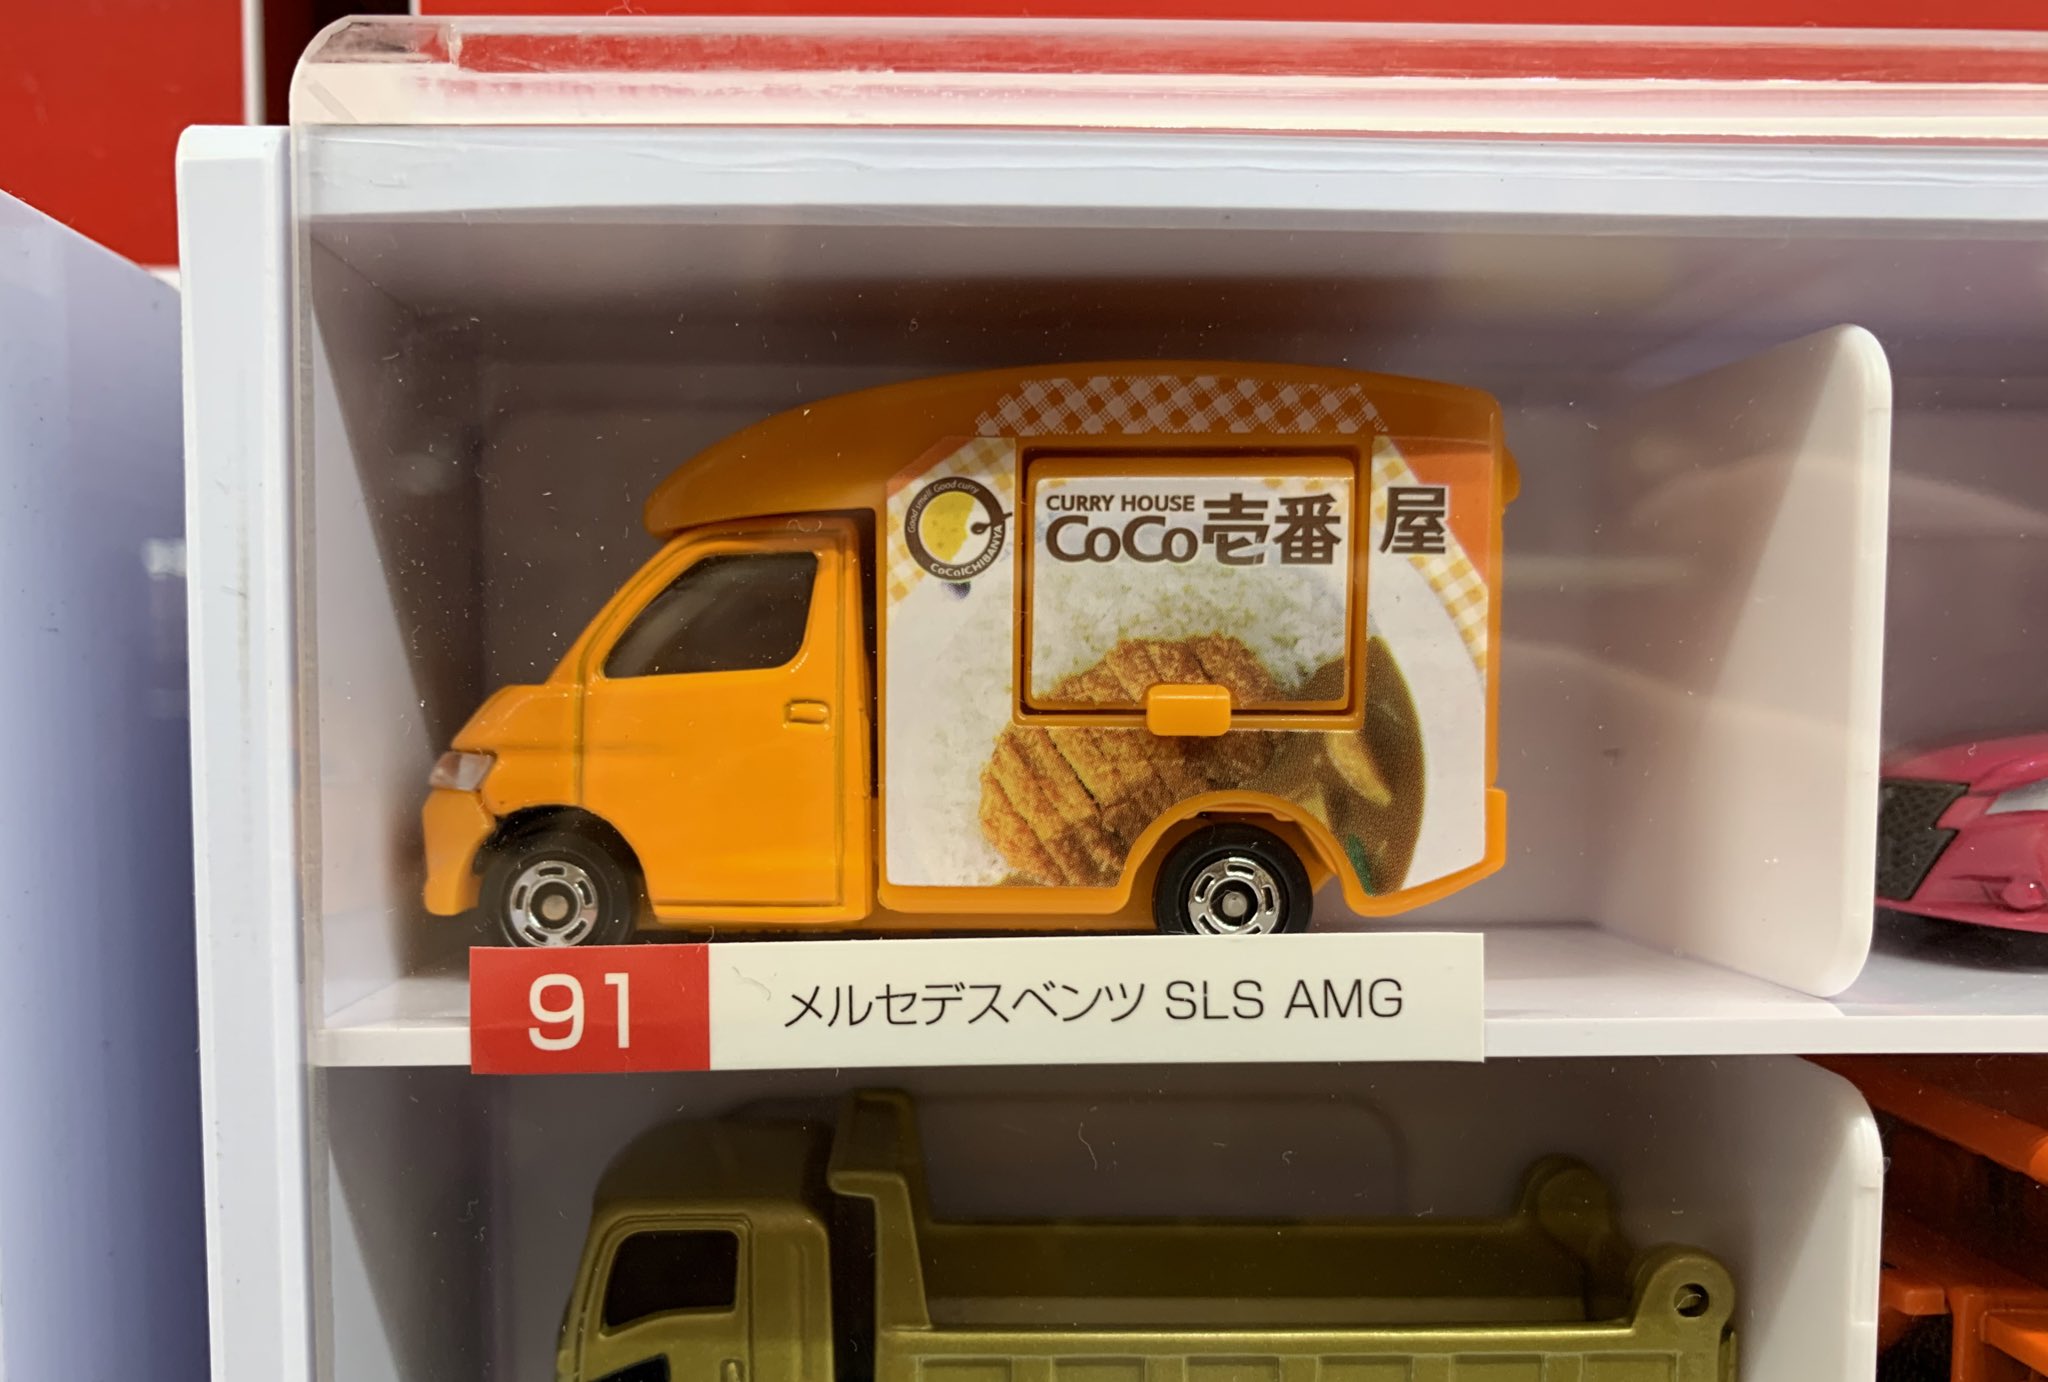 Good smell Good curry
CoCoICHIBANYA
CURRY HOUSE
CoCo壱番屋
91 メルセデスベンツ SLS AMG